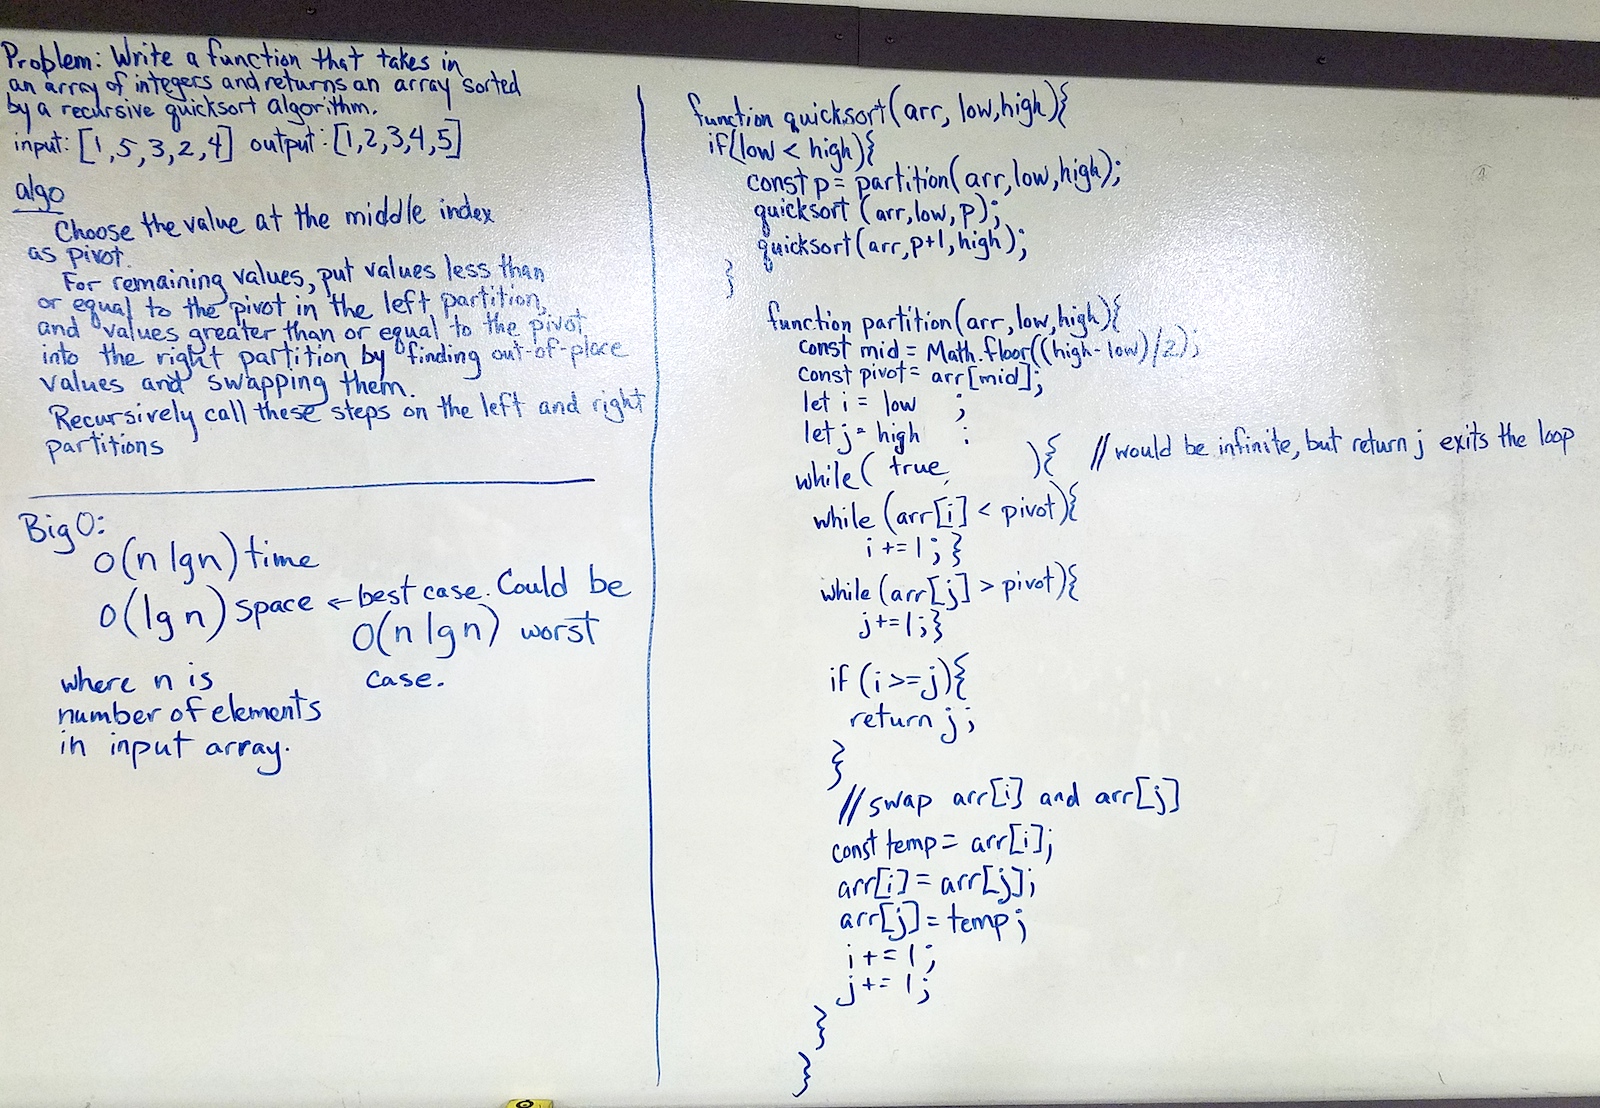 Problem: Write a function that takes in
an array of integers and returns an array sorted
by a recursive quicksort algorithm.
input: [1,5,3,2,4] output: [1,2,3,4,5]
algo
Choose the value at the middle index
as pivot.
For remaining values, put values less than
or equal to the pivot in the left partition,
and values greater than or equal to the pivot
into the right partition by finding out-of-place
values and swapping them.
Recursively call these steps on the left and right
partitions
Big O:
O(n lg n) time
O(lg n) space ← best case. Could be
O(n lg n) worst
case.
where n is
number of elements
in input array.
function quicksort(arr, low, high){
if(low < high){
const p = partition(arr, low, high);
quicksort (arr, low, p);
quicksort(arr, p+1, high);
}
function partition(arr, low, high){
const mid = Math.floor((high-low)/2);
const pivot = arr[mid];
let i = low ;
let j = high ;
while( true ){ // would be infinite, but return j exits the loop
while (arr[i] < pivot){
i += 1; }
while (arr[j] > pivot){
j+=1;}
if (i >= j){
return j;
}
// swap arr[i] and arr[j]
const temp = arr[i];
arr[i] = arr[j];
arr[j] = temp;
i += 1;
j += 1;
}
}